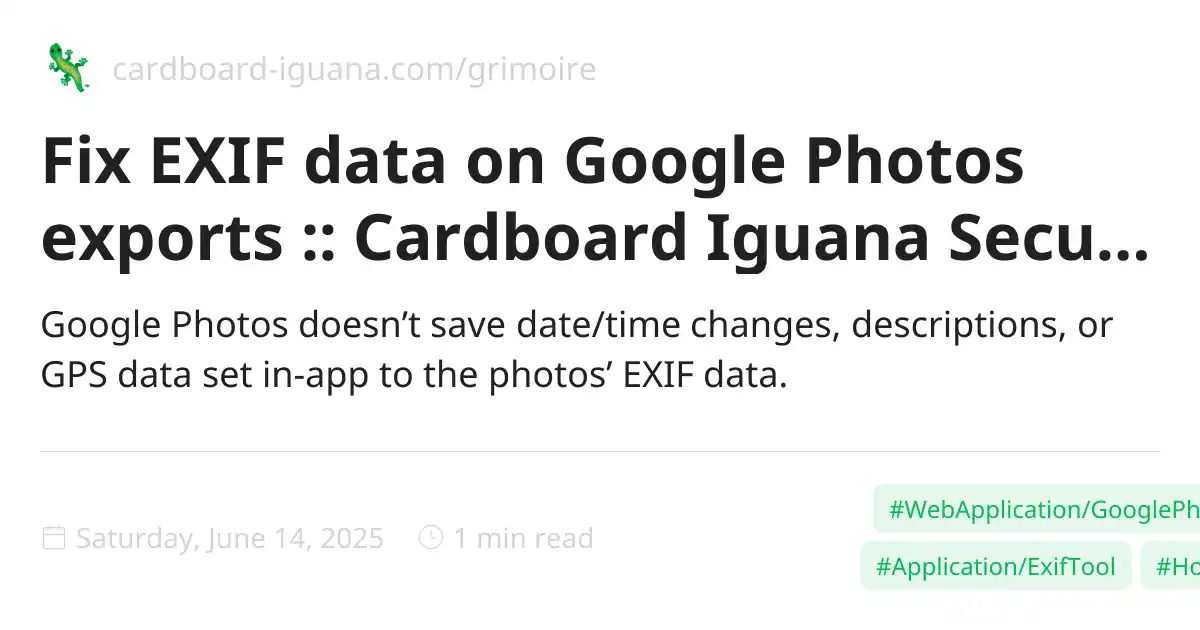 cardboard-iguana.com/grimoire
Fix EXIF data on Google Photos
exports :: Cardboard Iguana Secu...
Google Photos doesn’t save date/time changes, descriptions, or
GPS data set in-app to the photos’ EXIF data.
Saturday, June 14, 2025 1 min read
#WebApplication/GooglePh
#Application/ExifTool #Ho